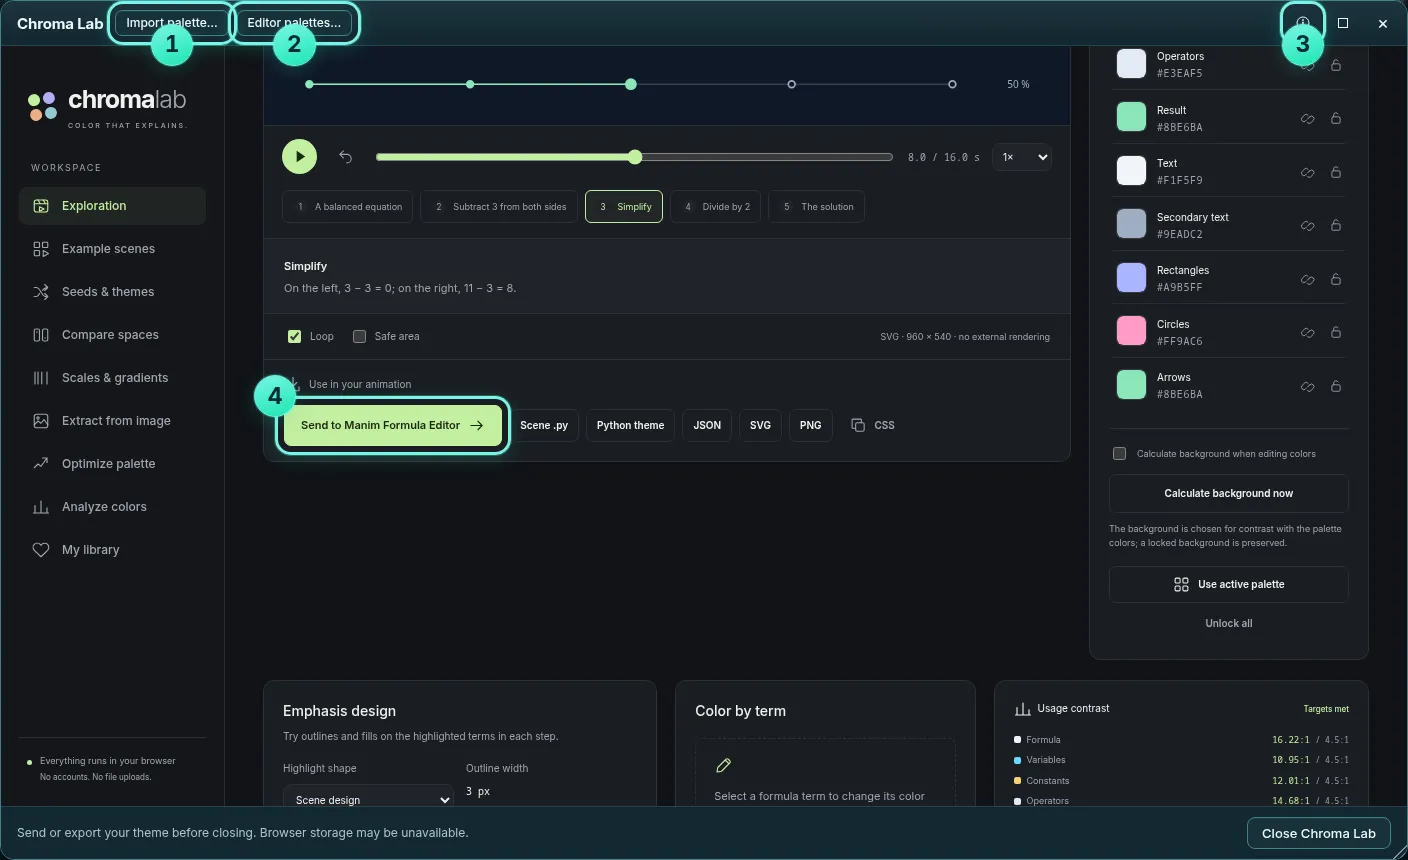 Chroma Lab
Import palette...
Editor palettes...
1
2
3
chromalab
COLOR THAT EXPLAINS.
WORKSPACE
Exploration
Example scenes
Seeds & themes
Compare spaces
Scales & gradients
Extract from image
Optimize palette
Analyze colors
My library
Everything runs in your browser
No accounts. No file uploads.
50 %
8.0 / 16.0 s
1×
1 A balanced equation
2 Subtract 3 from both sides
3 Simplify
4 Divide by 2
5 The solution
Simplify
On the left, 3 − 3 = 0; on the right, 11 − 3 = 8.
Loop
Safe area
SVG · 960 × 540 · no external rendering
4
Use in your animation
Send to Manim Formula Editor
Scene .py
Python theme
JSON
SVG
PNG
CSS
Operators
#E3EAF5
Result
#8BE6BA
Text
#F1F5F9
Secondary text
#9EADC2
Rectangles
#A9B5FF
Circles
#FF9AC6
Arrows
#8BE6BA
Calculate background when editing colors
Calculate background now
The background is chosen for contrast with the palette
colors; a locked background is preserved.
Use active palette
Unlock all
Emphasis design
Try outlines and fills on the highlighted terms in each step.
Highlight shape
Outline width
Scene design
3 px
Color by term
Select a formula term to change its color
Usage contrast
Targets met
Formula 16.22:1 / 4.5:1
Variables 10.95:1 / 4.5:1
Constants 12.01:1 / 4.5:1
Operators 14.68:1 / 4.5:1
Send or export your theme before closing. Browser storage may be unavailable.
Close Chroma Lab